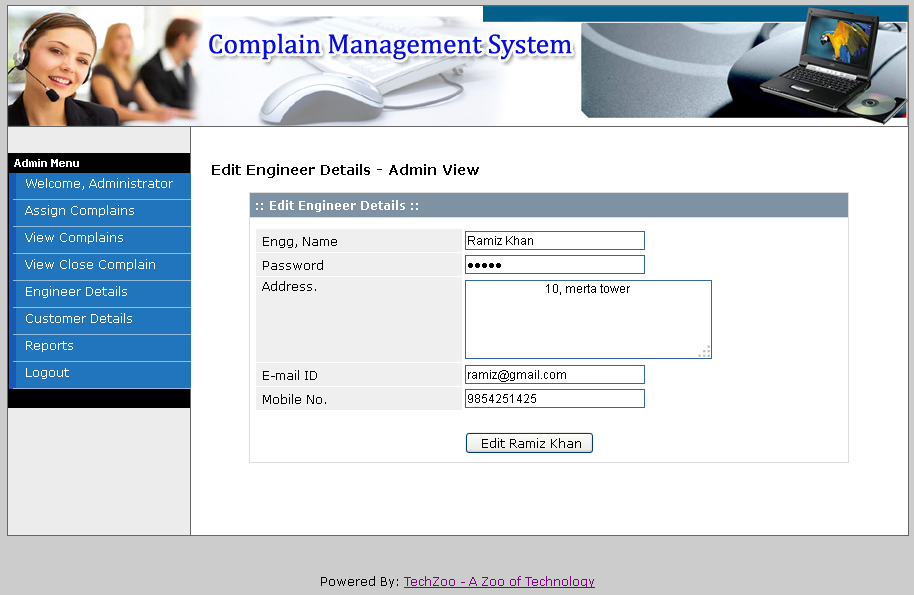 Complain Management System
Admin Menu
Welcome, Administrator
Assign Complains
View Complains
View Close Complain
Engineer Details
Customer Details
Reports
Logout
Edit Engineer Details - Admin View
:: Edit Engineer Details ::
Engg, Name Ramiz Khan
Password •••••
Address. 10, merta tower
E-mail ID ramiz@gmail.com
Mobile No. 9854251425
Edit Ramiz Khan
Powered By: TechZoo - A Zoo of Technology